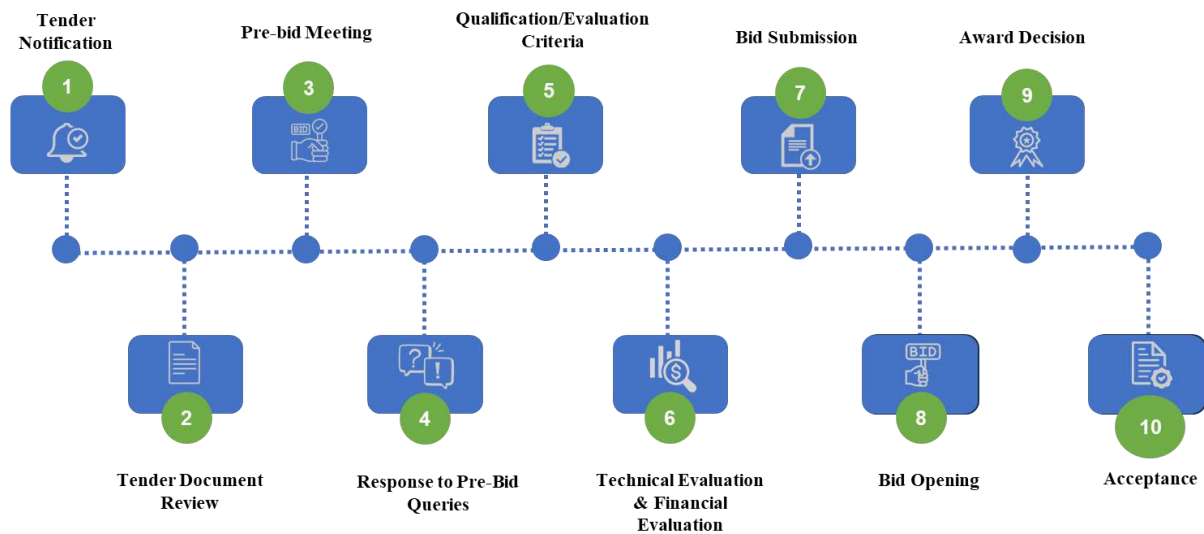 Tender
Notification
1
Pre-bid Meeting
3
BID
Qualification/Evaluation
Criteria
5
Bid Submission
7
Award Decision
9
2
Tender Document
Review
?
!
4
Response to Pre-Bid
Queries
$
6
Technical Evaluation
& Financial
Evaluation
BID
8
Bid Opening
10
Acceptance